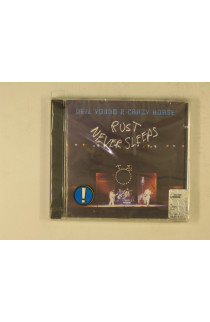 NEIL YOUNG & CRAZY HORSE
RUST
NEVER SLEEPS
!